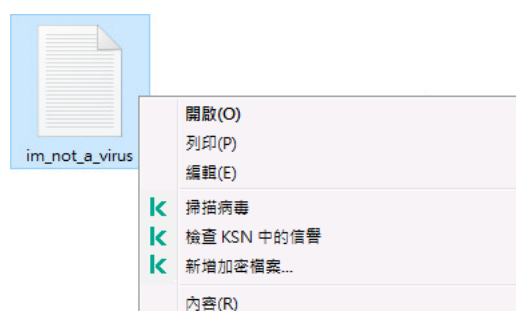 im_not_a_virus
開啟(O)
列印(P)
編輯(E)
掃描病毒
檢查 KSN 中的信譽
新增加密檔案...
內容(R)